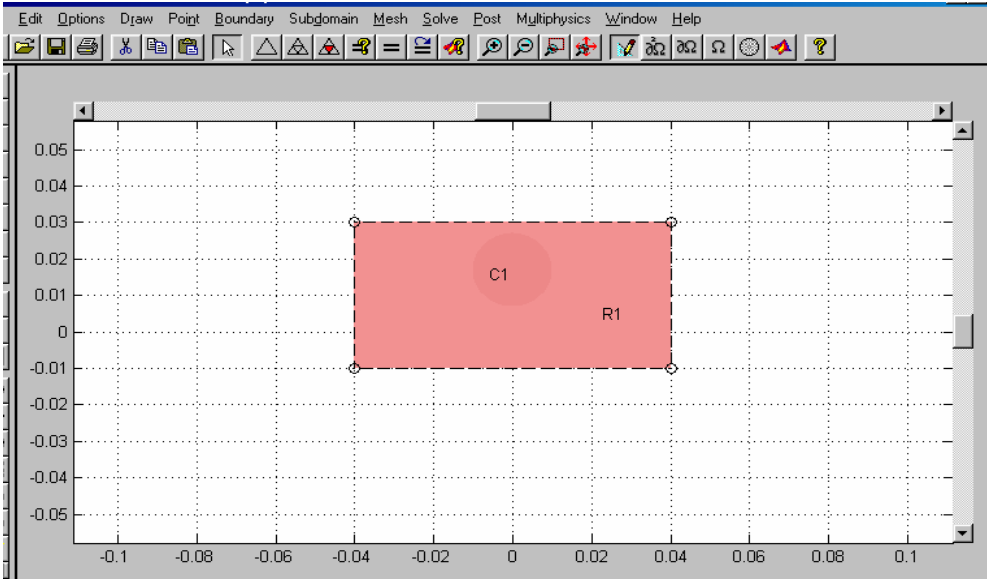 Edit Options Draw Point Boundary Subdomain Mesh Solve Post Multiphysics Window Help
∂Ω ∂Ω Ω ?
0.05
0.04
0.03
0.02
C1
0.01
R1
0
-0.01
-0.02
-0.03
-0.04
-0.05
-0.1 -0.08 -0.06 -0.04 -0.02 0 0.02 0.04 0.06 0.08 0.1